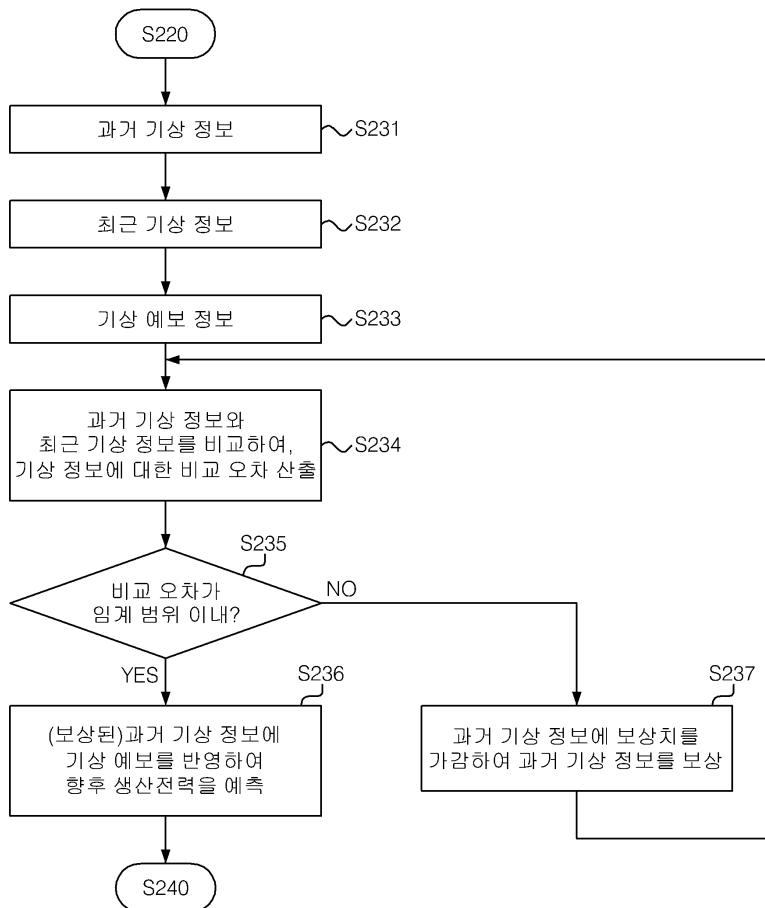 S220
과거 기상 정보
S231
최근 기상 정보
S232
기상 예보 정보
S233
과거 기상 정보와
최근 기상 정보를 비교하여,
기상 정보에 대한 비교 오차 산출
S234
S235
비교 오차가
임계 범위 이내?
NO
YES
S236
(보상된)과거 기상 정보에
기상 예보를 반영하여
향후 생산전력을 예측
S237
과거 기상 정보에 보상치를
가감하여 과거 기상 정보를 보상
S240